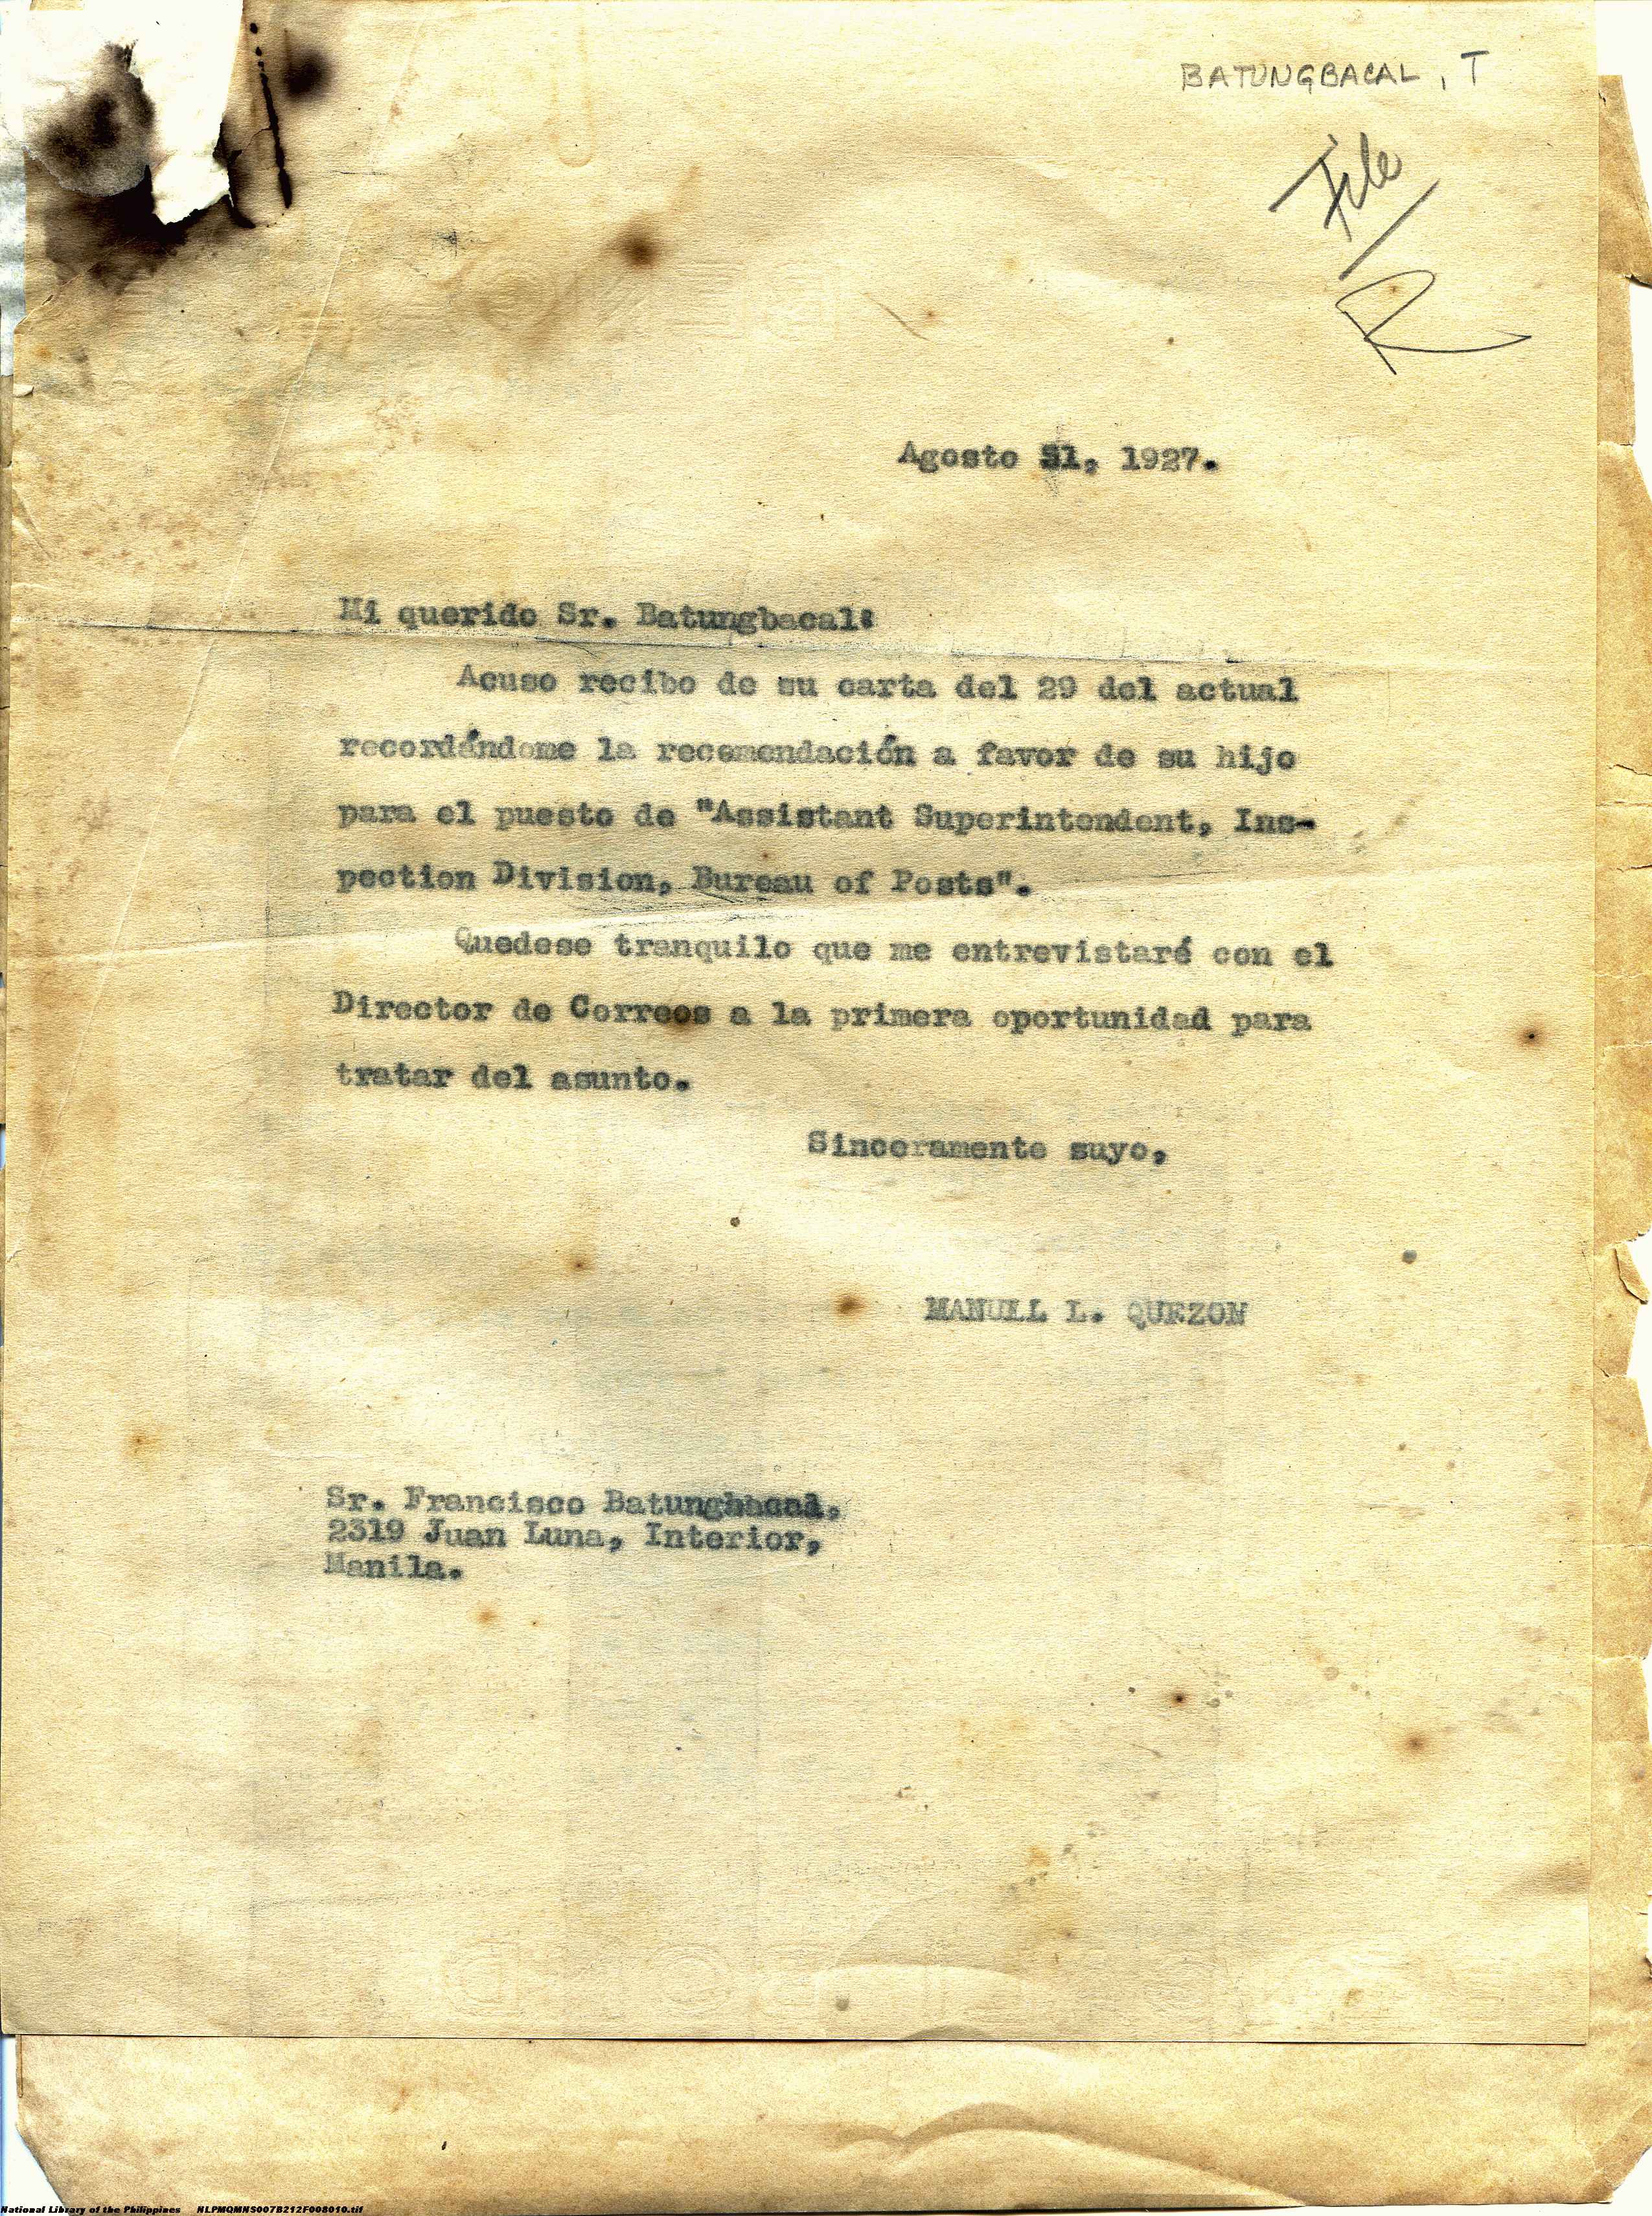 BATUNGBACAL, T
File
R
Agosto 31, 1927.
Mi querido Sr. Batungbacal:
Acuso recibo de su carta del 29 del actual
recordándome la recomendación a favor de su hijo
para el puesto de "Assistant Superintendent, Ins-
pection Division, Bureau of Posts".
Quedese tranquilo que me entrevistaré con el
Director de Correos a la primera oportunidad para
tratar del asunto.
Sinceramente suyo,
MANUEL L. QUEZON
Sr. Francisco Batungbacal,
2319 Juan Luna, Interior,
Manila.
National Library of the Philippines NLPMQMNS007B212F008010.tif